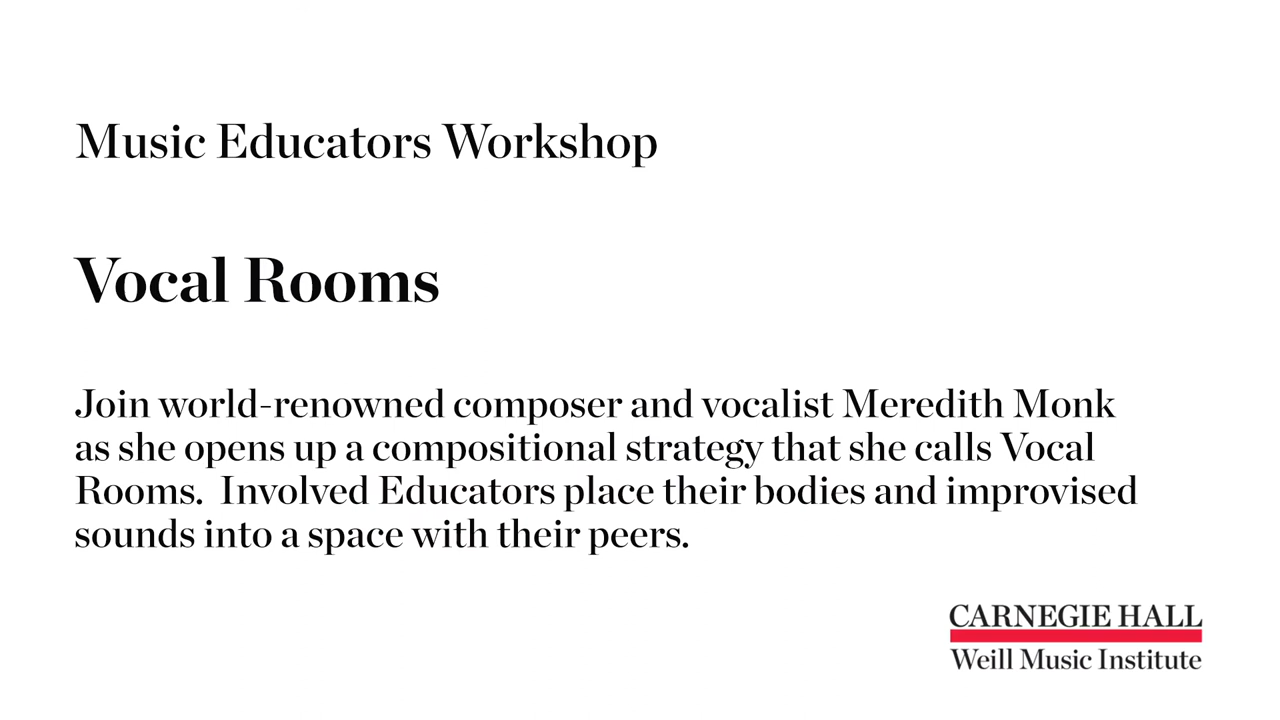 Music Educators Workshop
Vocal Rooms
Join world-renowned composer and vocalist Meredith Monk
as she opens up a compositional strategy that she calls Vocal
Rooms.  Involved Educators place their bodies and improvised
sounds into a space with their peers.
CARNEGIE HALL
Weill Music Institute